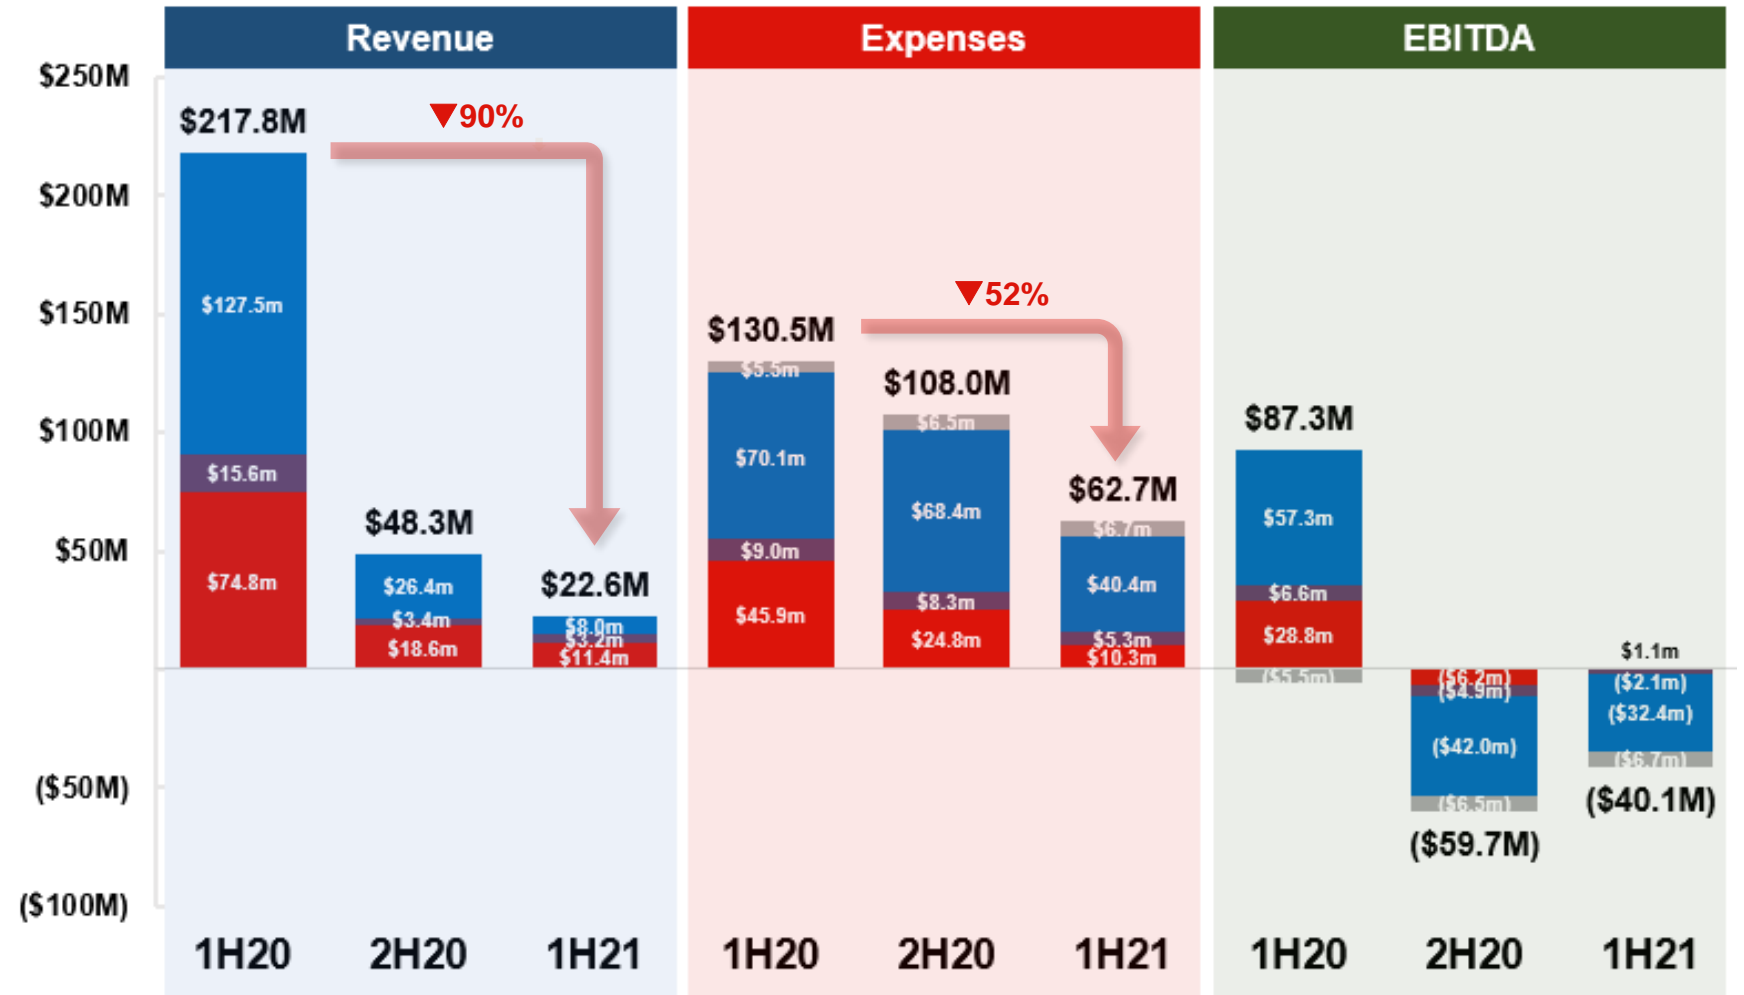 Revenue
Expenses
EBITDA
$250M
$200M
$150M
$100M
$50M
($50M)
($100M)
▼90%
$217.8M
$127.5m
$15.6m
$74.8m
$48.3M
$26.4m
$3.4m
$18.6m
$22.6M
$8.0m
$3.2m
$11.4m
1H20
2H20
1H21
▼52%
$130.5M
$5.5m
$70.1m
$9.0m
$45.9m
$108.0M
$6.5m
$68.4m
$8.3m
$24.8m
$62.7M
$6.7m
$40.4m
$5.3m
$10.3m
1H20
2H20
1H21
$87.3M
$57.3m
$6.6m
$28.8m
($5.5m)
($6.2m)
($4.9m)
($42.0m)
($6.5m)
($59.7M)
$1.1m
($2.1m)
($32.4m)
($6.7m)
($40.1M)
1H20
2H20
1H21